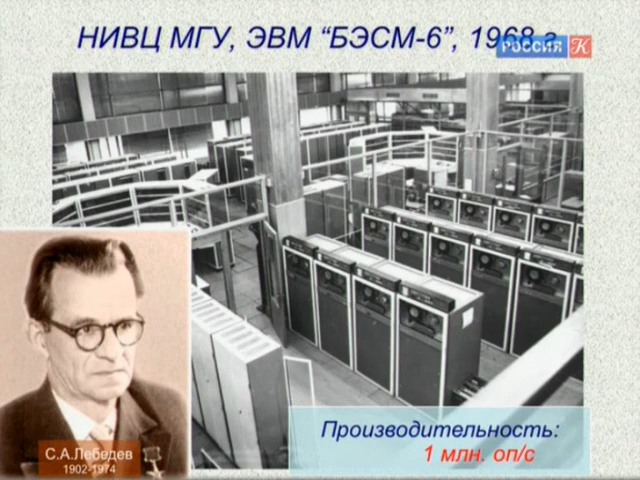 НИВЦ МГУ, ЭВМ “БЭСМ-6”, 1968 г.
РОССИЯ К
С.А.Лебедев
1902-1974
Производительность:
1 млн. оп/с